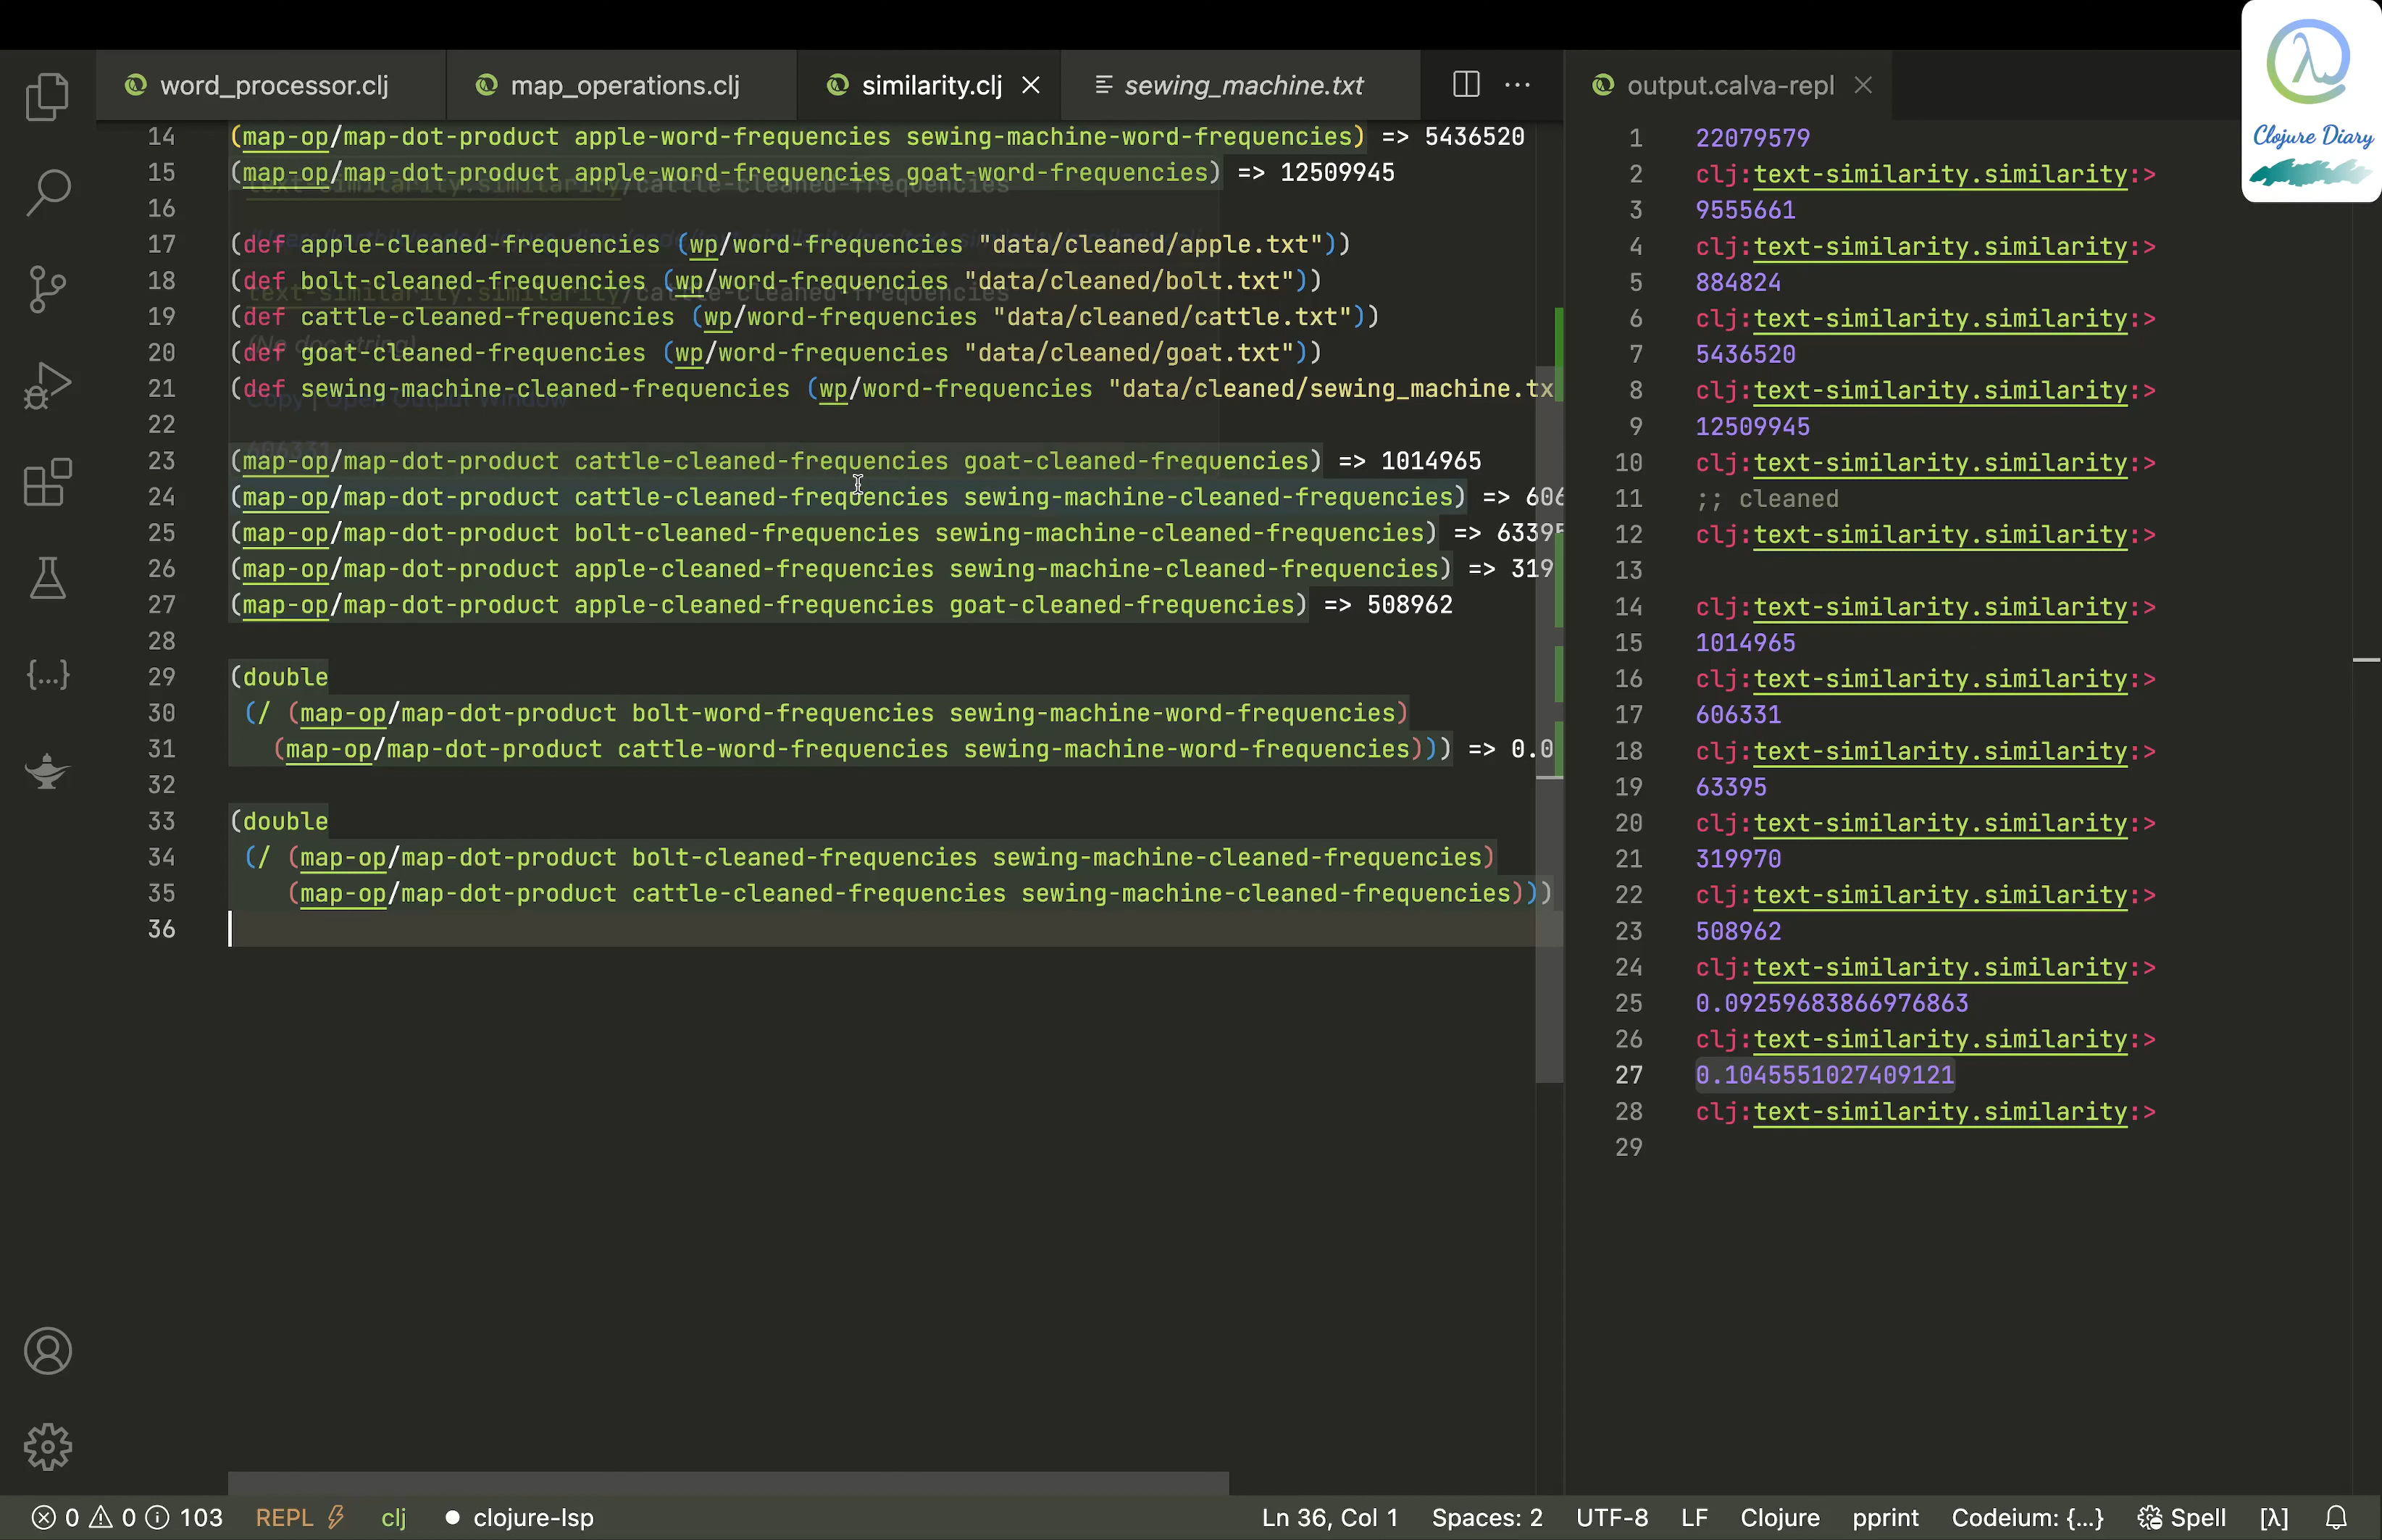 word_processor.clj
map_operations.clj
similarity.clj
sewing_machine.txt
output.calva-repl
Clojure Diary
14 (map-op/map-dot-product apple-word-frequencies sewing-machine-word-frequencies) => 5436520
15 (map-op/map-dot-product apple-word-frequencies goat-word-frequencies) => 12509945
16
17 (def apple-cleaned-frequencies (wp/word-frequencies "data/cleaned/apple.txt"))
18 (def bolt-cleaned-frequencies (wp/word-frequencies "data/cleaned/bolt.txt"))
19 (def cattle-cleaned-frequencies (wp/word-frequencies "data/cleaned/cattle.txt"))
20 (def goat-cleaned-frequencies (wp/word-frequencies "data/cleaned/goat.txt"))
21 (def sewing-machine-cleaned-frequencies (wp/word-frequencies "data/cleaned/sewing_machine.tx
22
23 (map-op/map-dot-product cattle-cleaned-frequencies goat-cleaned-frequencies) => 1014965
24 (map-op/map-dot-product cattle-cleaned-frequencies sewing-machine-cleaned-frequencies) => 606
25 (map-op/map-dot-product bolt-cleaned-frequencies sewing-machine-cleaned-frequencies) => 63395
26 (map-op/map-dot-product apple-cleaned-frequencies sewing-machine-cleaned-frequencies) => 319
27 (map-op/map-dot-product apple-cleaned-frequencies goat-cleaned-frequencies) => 508962
28
29 (double
30 (/ (map-op/map-dot-product bolt-word-frequencies sewing-machine-word-frequencies)
31 (map-op/map-dot-product cattle-word-frequencies sewing-machine-word-frequencies))) => 0.0
32
33 (double
34 (/ (map-op/map-dot-product bolt-cleaned-frequencies sewing-machine-cleaned-frequencies)
35 (map-op/map-dot-product cattle-cleaned-frequencies sewing-machine-cleaned-frequencies)))
36
1 22079579
2 clj:text-similarity.similarity:>
3 9555661
4 clj:text-similarity.similarity:>
5 884824
6 clj:text-similarity.similarity:>
7 5436520
8 clj:text-similarity.similarity:>
9 12509945
10 clj:text-similarity.similarity:>
11 ;; cleaned
12 clj:text-similarity.similarity:>
13
14 clj:text-similarity.similarity:>
15 1014965
16 clj:text-similarity.similarity:>
17 606331
18 clj:text-similarity.similarity:>
19 63395
20 clj:text-similarity.similarity:>
21 319970
22 clj:text-similarity.similarity:>
23 508962
24 clj:text-similarity.similarity:>
25 0.09259683866976863
26 clj:text-similarity.similarity:>
27 0.1045551027409121
28 clj:text-similarity.similarity:>
29
0 0 103 REPL clj clojure-lsp Ln 36, Col 1 Spaces: 2 UTF-8 LF Clojure pprint Codeium: {...} Spell [λ]